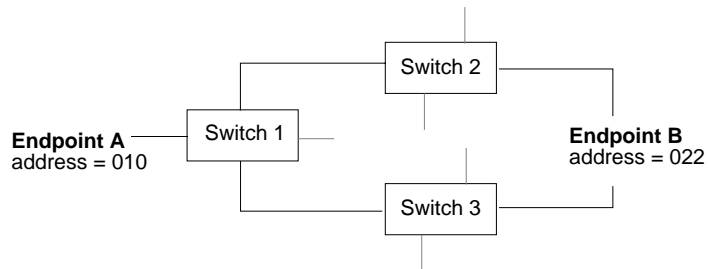 Switch 2
Switch 1
Endpoint A
address = 010
Endpoint B
address = 022
Switch 3